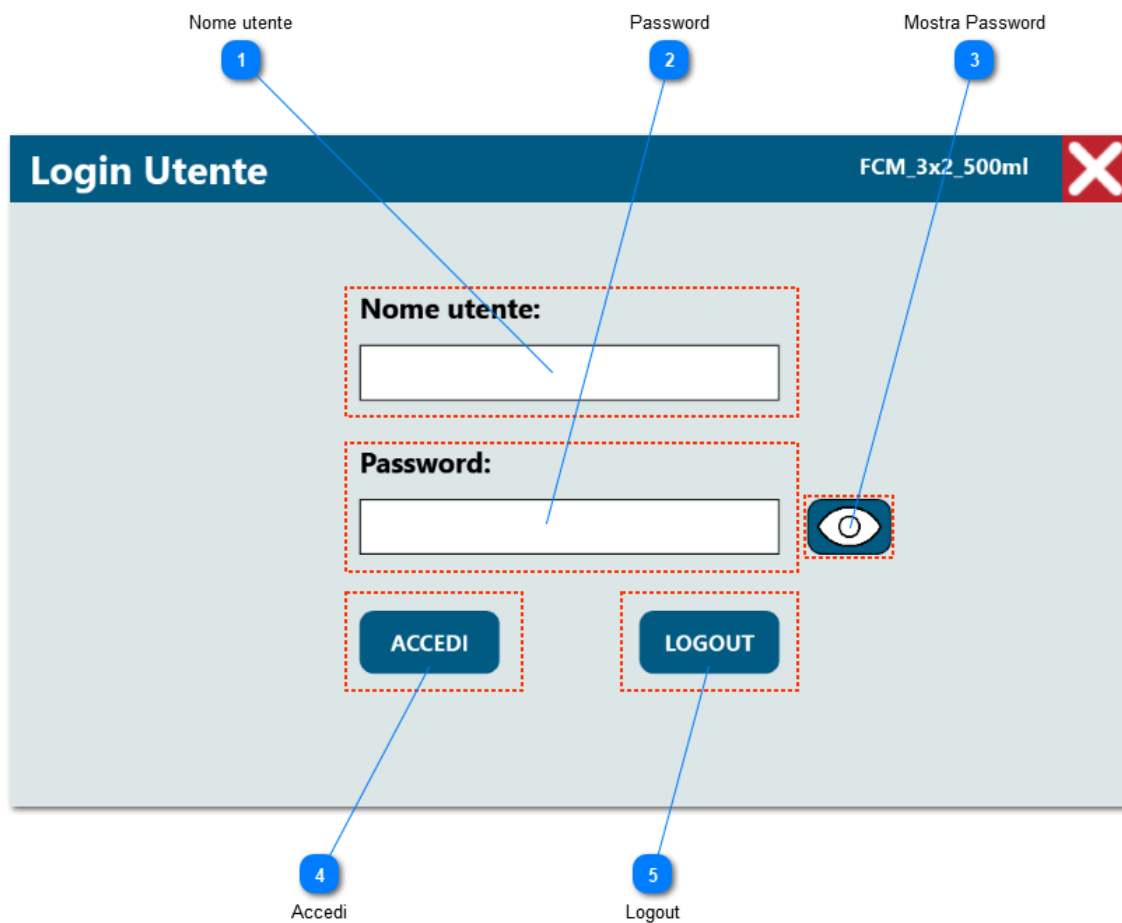 Nome utente
Password
Mostra Password
1
2
3
Login Utente
FCM_3x2_500ml
Nome utente:
Password:
ACCEDI
LOGOUT
4
5
Accedi
Logout